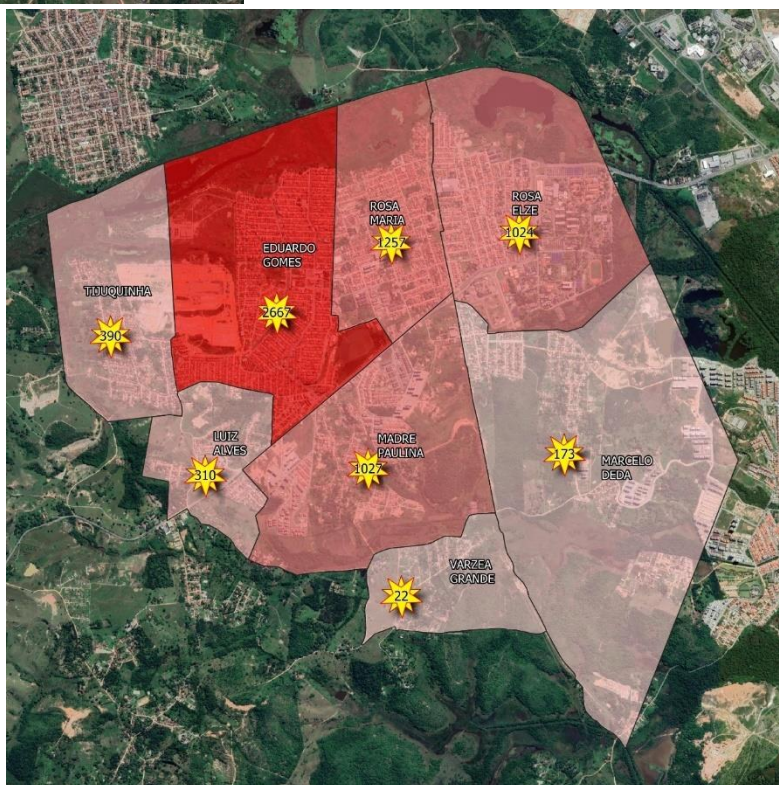 ROSA
MARIA
1257
ROSA
ELZE
1024
EDUARDO
GOMES
2667
TIJUQUINHA
390
LUIZ
ALVES
310
MADRE
PAULINA
1027
173
MARCELO
DEDA
VARZEA
GRANDE
22